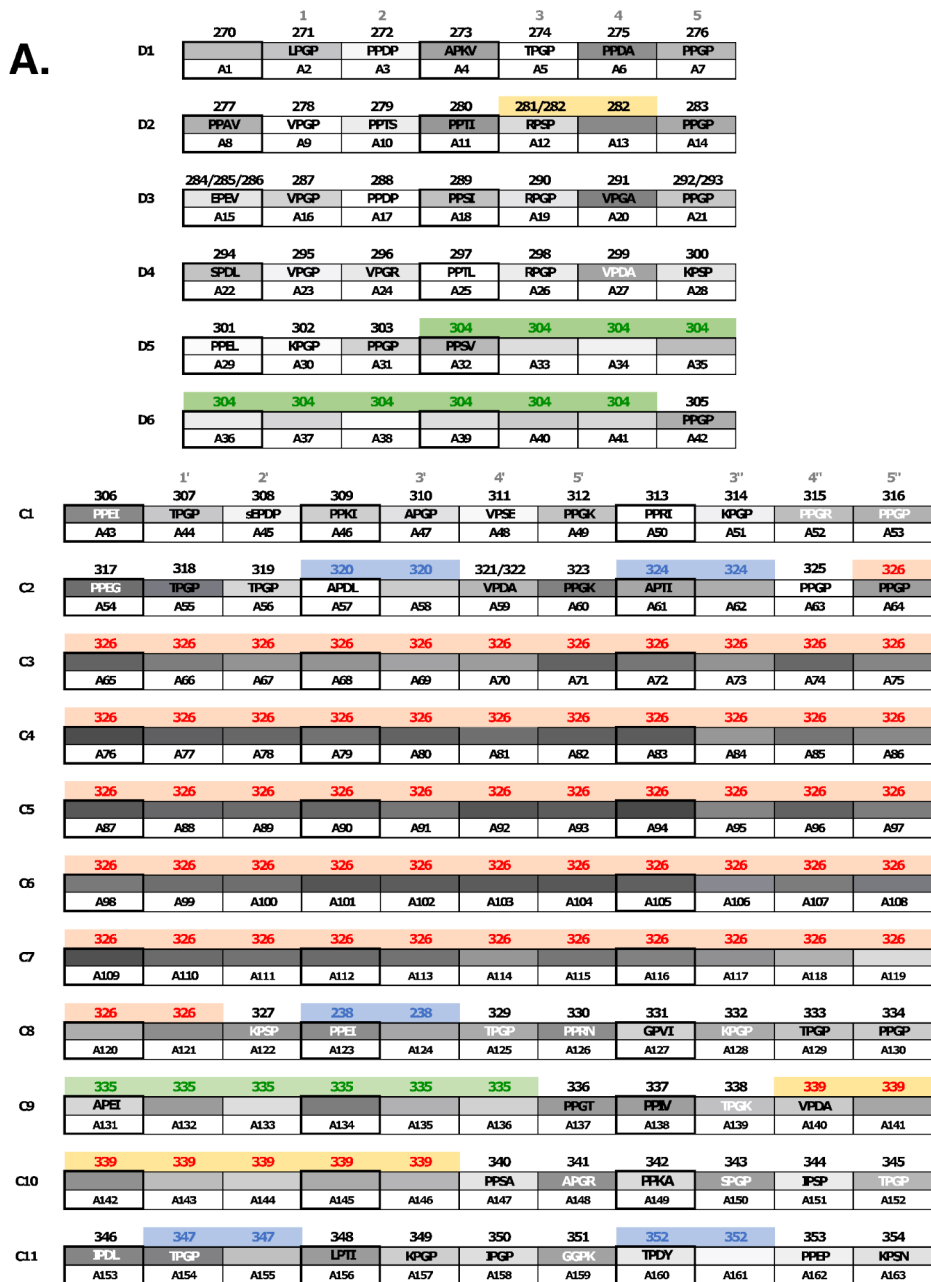 A.
1 2 3 4 5
270 271 272 273 274 275 276
D1 LPGP PPDP APKV TPGP PPDA PPGP
A1 A2 A3 A4 A5 A6 A7
277 278 279 280 281/282 282 283
D2 PPAV VPGP PPTS PPTI RPSP PPGP
A8 A9 A10 A11 A12 A13 A14
284/285/286 287 288 289 290 291 292/293
D3 EPEV VPGP PPDP PPSI RPGP VPGA PPGP
A15 A16 A17 A18 A19 A20 A21
294 295 296 297 298 299 300
D4 SPDL VPGP VPGR PPTL RPGP VPDA KPSP
A22 A23 A24 A25 A26 A27 A28
301 302 303 304 304 304 304
D5 PPEL KPGP PPGP PPSV
A29 A30 A31 A32 A33 A34 A35
304 304 304 304 304 304 305
D6 PPGP
A36 A37 A38 A39 A40 A41 A42
1' 2' 3' 4' 5' 3" 4" 5"
306 307 308 309 310 311 312 313 314 315 316
C1 PPEI TPGP sEPDP PPKI APGP VPSE PPGK PPRI KPGP PPGR PPGP
A43 A44 A45 A46 A47 A48 A49 A50 A51 A52 A53
317 318 319 320 320 321/322 323 324 324 325 326
C2 PPEG TPGP TPGP APDL VPDA PPGK APTI PPGP PPGP
A54 A55 A56 A57 A58 A59 A60 A61 A62 A63 A64
326 326 326 326 326 326 326 326 326 326 326
C3
A65 A66 A67 A68 A69 A70 A71 A72 A73 A74 A75
326 326 326 326 326 326 326 326 326 326 326
C4
A76 A77 A78 A79 A80 A81 A82 A83 A84 A85 A86
326 326 326 326 326 326 326 326 326 326 326
C5
A87 A88 A89 A90 A91 A92 A93 A94 A95 A96 A97
326 326 326 326 326 326 326 326 326 326 326
C6
A98 A99 A100 A101 A102 A103 A104 A105 A106 A107 A108
326 326 326 326 326 326 326 326 326 326 326
C7
A109 A110 A111 A112 A113 A114 A115 A116 A117 A118 A119
326 326 327 238 238 329 330 331 332 333 334
C8 KPSP PPEI TPGP PPRN GPVI KPGP TPGP PPGP
A120 A121 A122 A123 A124 A125 A126 A127 A128 A129 A130
335 335 335 335 335 335 336 337 338 339 339
C9 APEI PPGT PPIV TPGK VPDA
A131 A132 A133 A134 A135 A136 A137 A138 A139 A140 A141
339 339 339 339 339 340 341 342 343 344 345
C10 PPSA APGR PPKA SPGP IPSP TPGP
A142 A143 A144 A145 A146 A147 A148 A149 A150 A151 A152
346 347 347 348 349 350 351 352 352 353 354
C11 IPDL TPGP LPTI KPGP IPGP GGPK TPDY PPEP KPSN
A153 A154 A155 A156 A157 A158 A159 A160 A161 A162 A163